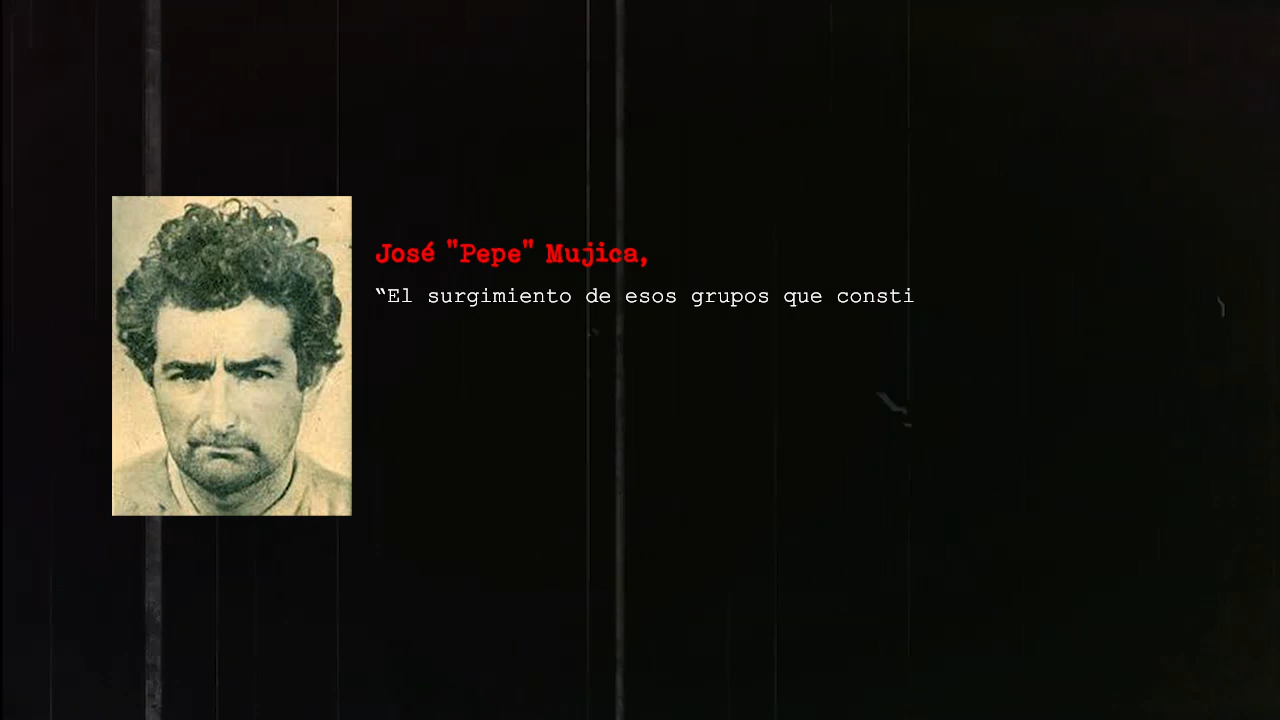 José "Pepe" Mujica,
“El surgimiento de esos grupos que consti